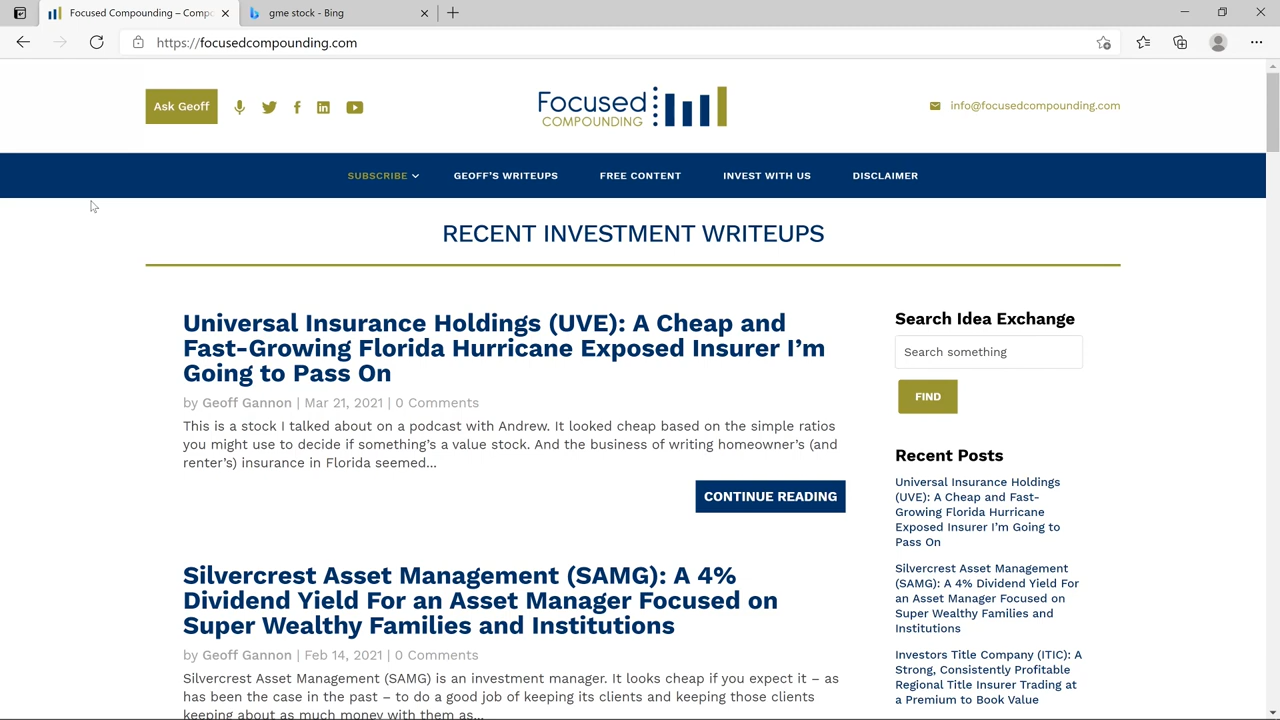 Focused Compounding – Compo
gme stock - Bing
https://focusedcompounding.com
Ask Geoff
Focused
COMPOUNDING
info@focusedcompounding.com
SUBSCRIBE
GEOFF'S WRITEUPS
FREE CONTENT
INVEST WITH US
DISCLAIMER
RECENT INVESTMENT WRITEUPS
Universal Insurance Holdings (UVE): A Cheap and
Fast-Growing Florida Hurricane Exposed Insurer I'm
Going to Pass On
by Geoff Gannon | Mar 21, 2021 | 0 Comments
This is a stock I talked about on a podcast with Andrew. It looked cheap based on the simple ratios
you might use to decide if something's a value stock. And the business of writing homeowner's (and
renter's) insurance in Florida seemed...
CONTINUE READING
Silvercrest Asset Management (SAMG): A 4%
Dividend Yield For an Asset Manager Focused on
Super Wealthy Families and Institutions
by Geoff Gannon | Feb 14, 2021 | 0 Comments
Silvercrest Asset Management (SAMG) is an investment manager. It looks cheap if you expect it – as
has been the case in the past – to do a good job of keeping its clients and keeping those clients
keeping about as much money with them as...
Search Idea Exchange
Search something
FIND
Recent Posts
Universal Insurance Holdings
(UVE): A Cheap and Fast-
Growing Florida Hurricane
Exposed Insurer I'm Going to
Pass On
Silvercrest Asset Management
(SAMG): A 4% Dividend Yield For
an Asset Manager Focused on
Super Wealthy Families and
Institutions
Investors Title Company (ITIC): A
Strong, Consistently Profitable
Regional Title Insurer Trading at
a Premium to Book Value